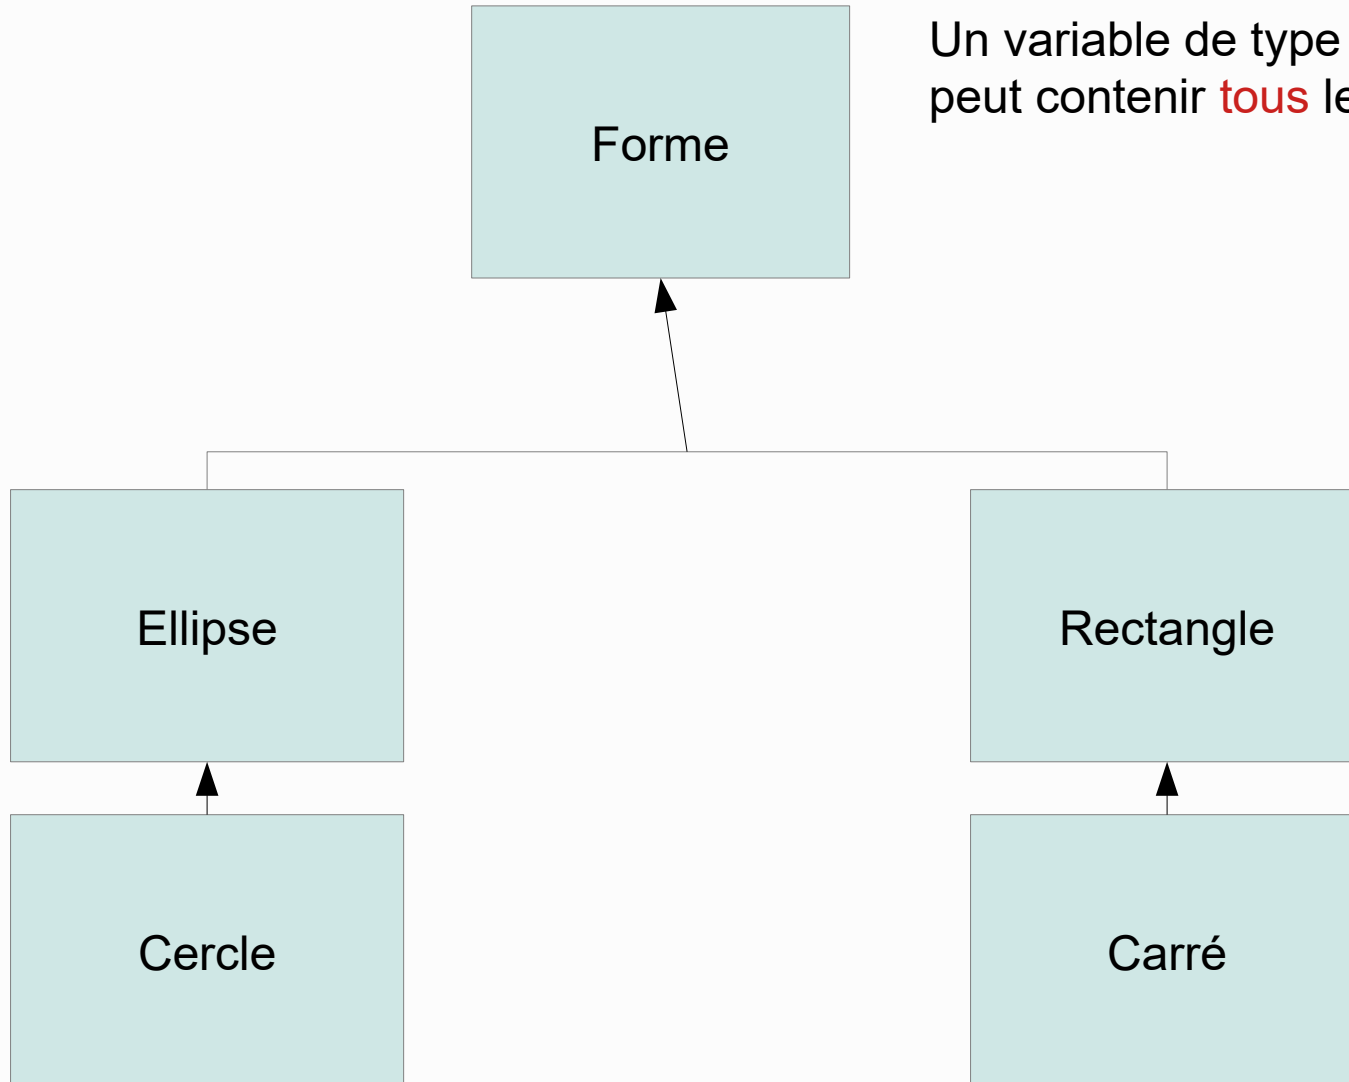 Un variable de type
peut contenir tous
Forme
Ellipse
Rectangle
Cercle
Carré